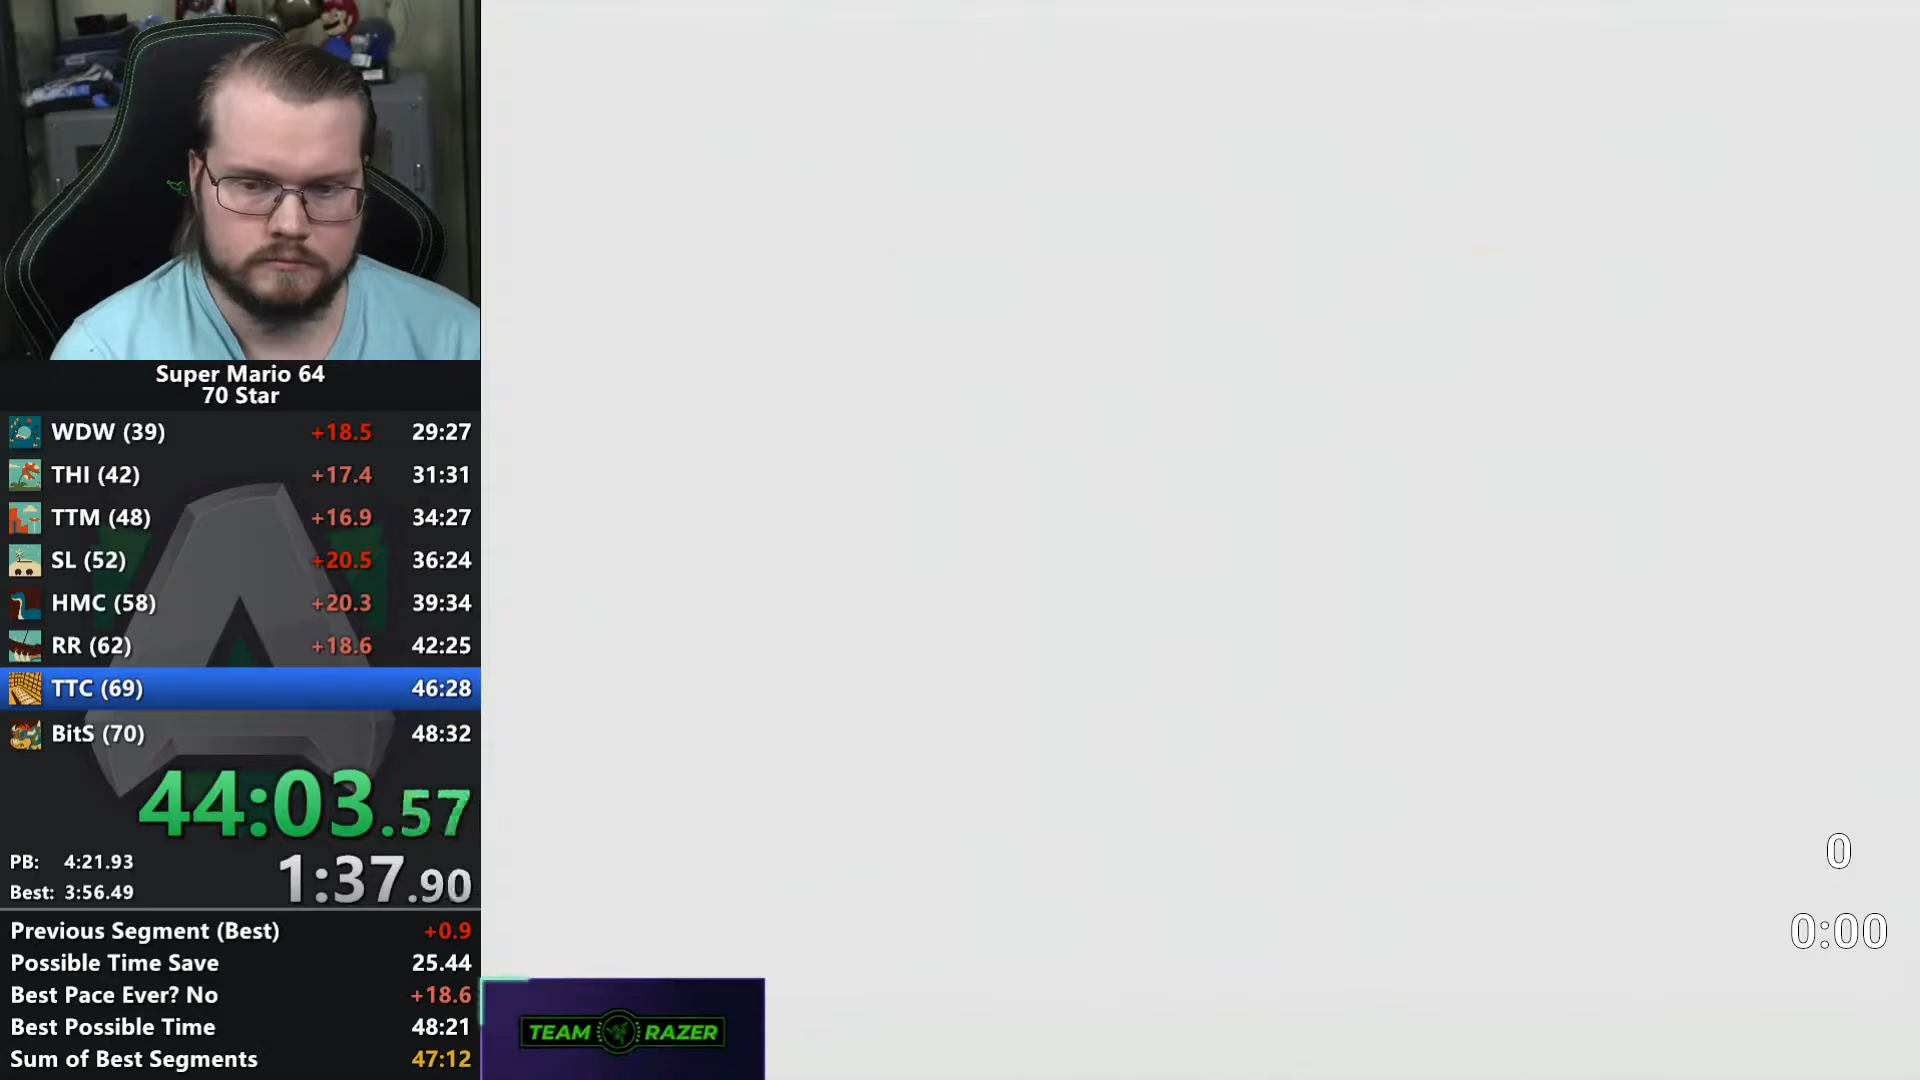 Super Mario 64
70 Star
WDW (39) +18.5 29:27
THI (42) +17.4 31:31
TTM (48) +16.9 34:27
SL (52) +20.5 36:24
HMC (58) +20.3 39:34
RR (62) +18.6 42:25
TTC (69) 46:28
BitS (70) 48:32
44:03.57
PB: 4:21.93
Best: 3:56.49
1:37.90
Previous Segment (Best) +0.9
Possible Time Save 25.44
Best Pace Ever? No +18.6
Best Possible Time 48:21
Sum of Best Segments 47:12
0
0:00
TEAM RAZER